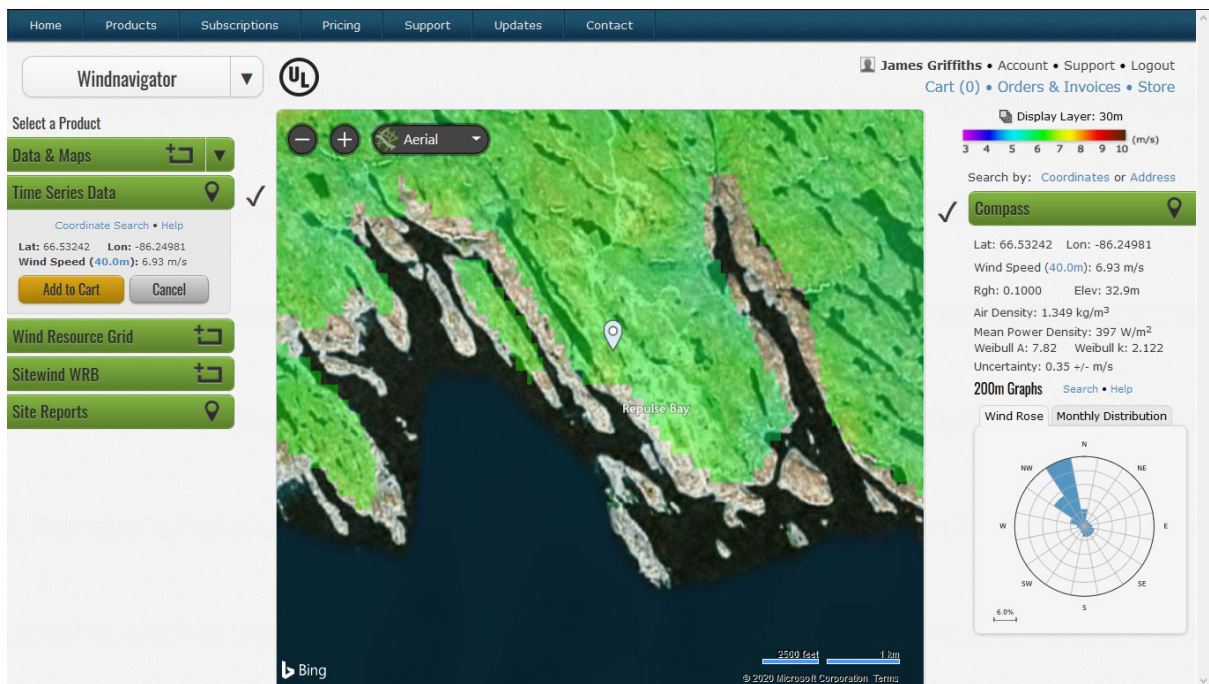 Home Products Subscriptions Pricing Support Updates Contact
Windnavigator
UL
James Griffiths • Account • Support • Logout
Cart (0) • Orders & Invoices • Store
Select a Product
Data & Maps
Time Series Data
Coordinate Search • Help
Lat: 66.53242 Lon: -86.24981
Wind Speed (40.0m): 6.93 m/s
Add to Cart Cancel
Wind Resource Grid
Sitewind WRB
Site Reports
Aerial
Repulse Bay
2500 feet 1 km
Bing
© 2020 Microsoft Corporation Terms
Display Layer: 30m
3 4 5 6 7 8 9 10 (m/s)
Search by: Coordinates or Address
Compass
Lat: 66.53242 Lon: -86.24981
Wind Speed (40.0m): 6.93 m/s
Rgh: 0.1000 Elev: 32.9m
Air Density: 1.349 kg/m³
Mean Power Density: 397 W/m²
Weibull A: 7.82 Weibull k: 2.122
Uncertainty: 0.35 +/- m/s
200m Graphs Search • Help
Wind Rose Monthly Distribution
N
NW NE
W E
SW SE
S
6.0%